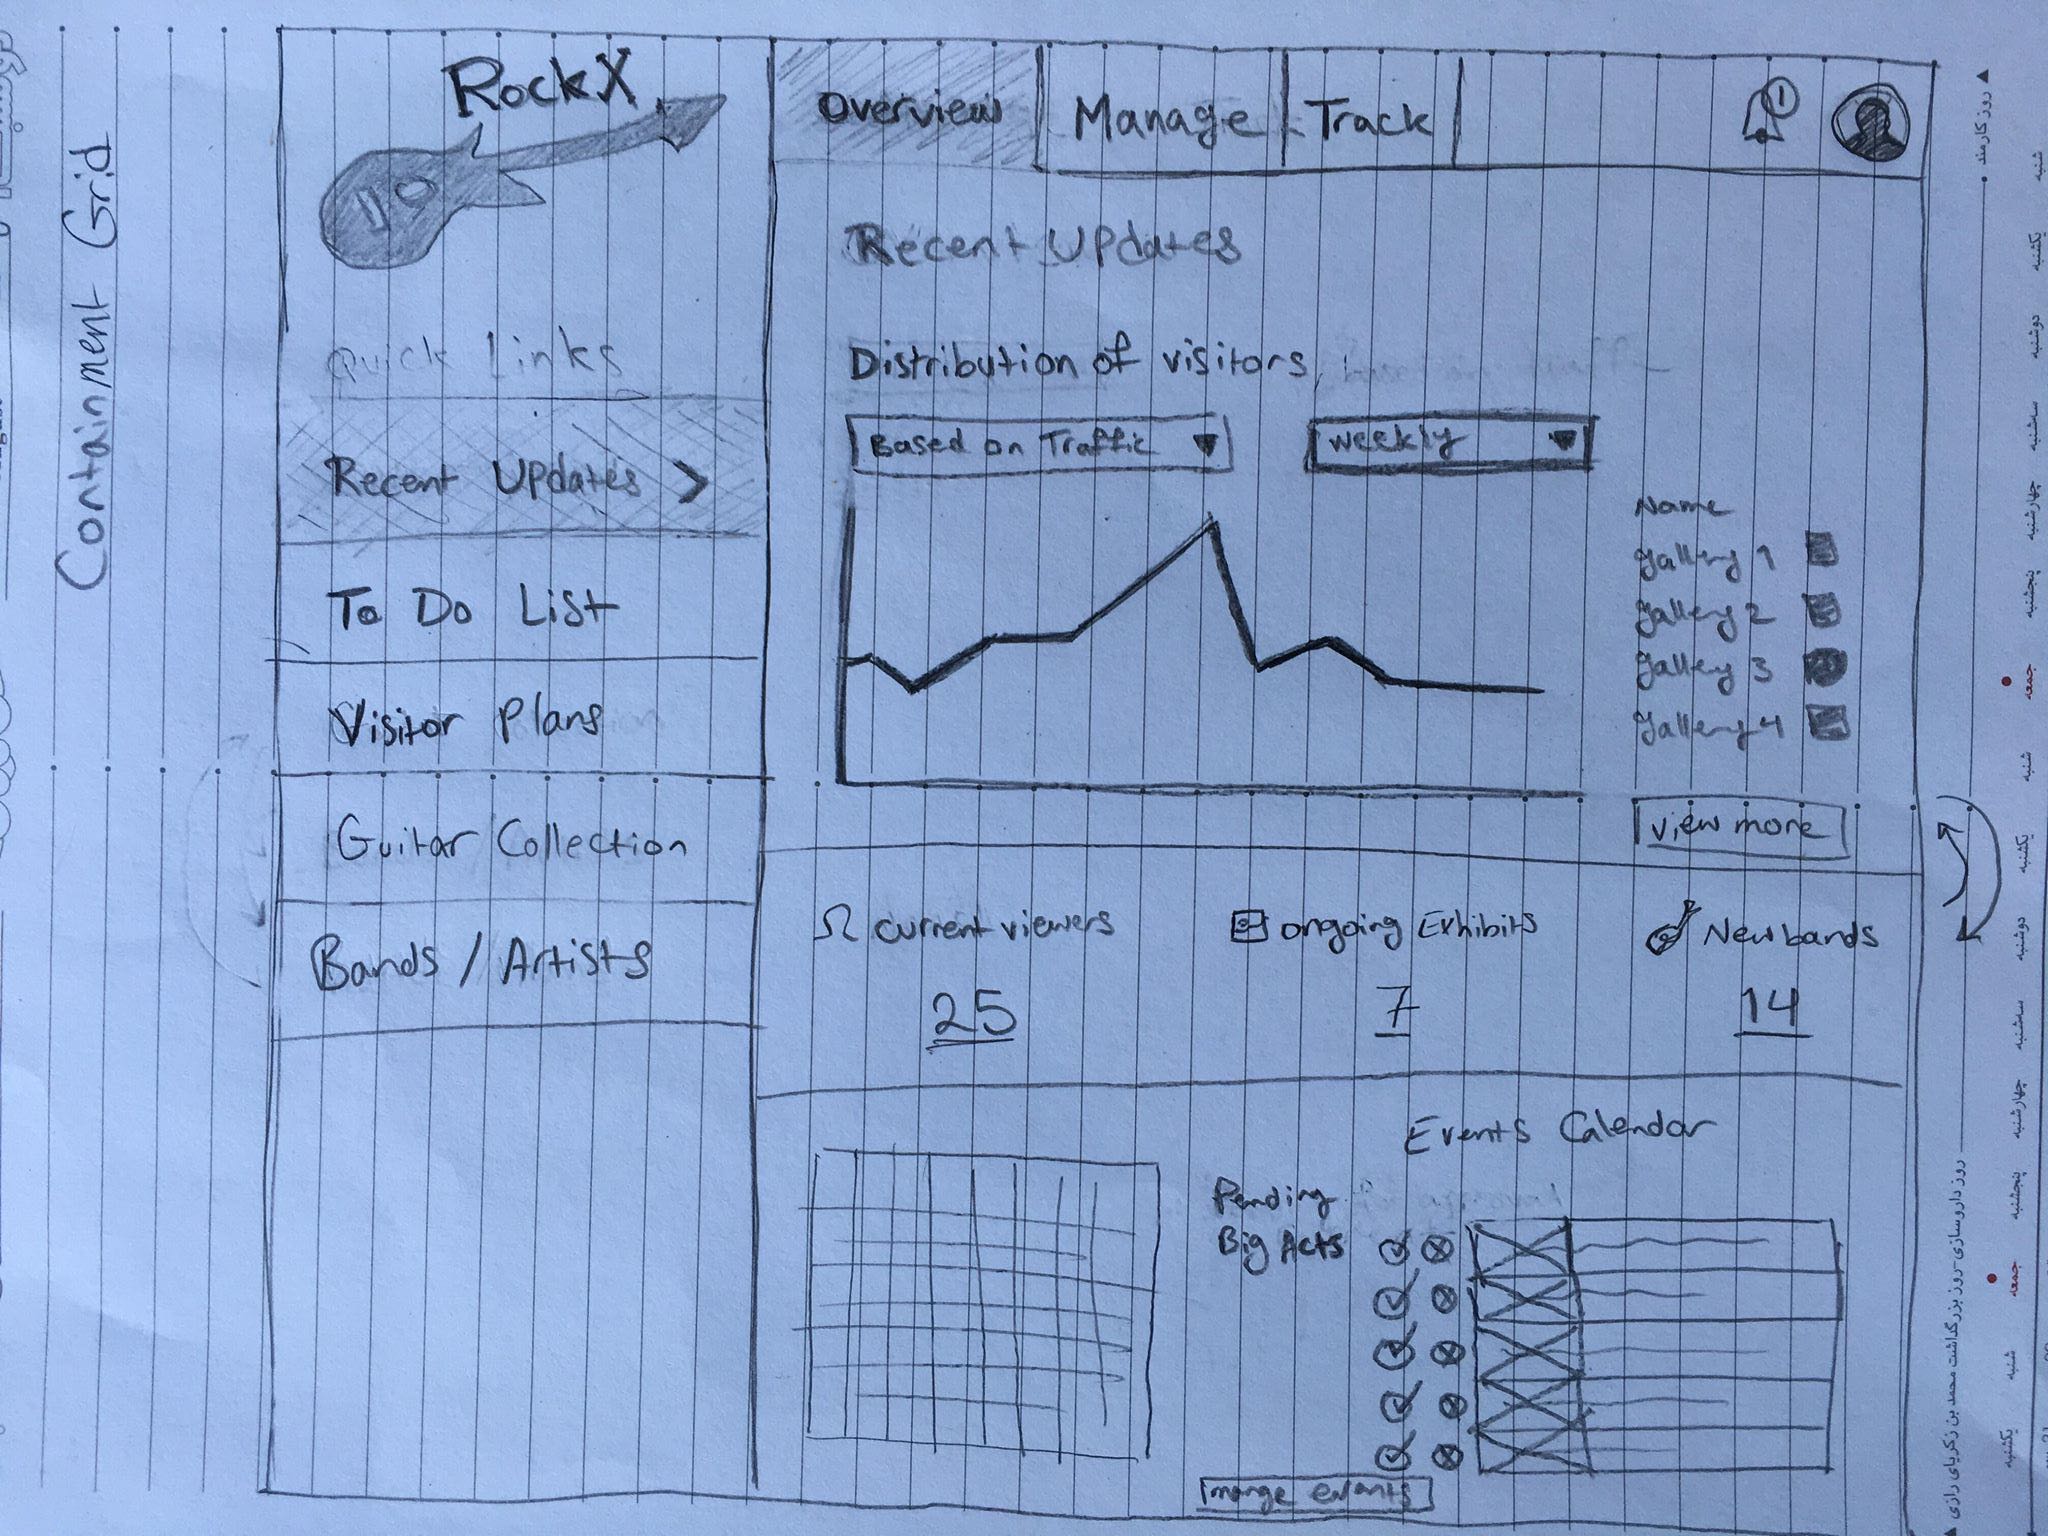 Containment Grid
RockX
Quick Links
Recent Updates >
To Do List
Visitor Plans
Guitar Collection
Bands / Artists
Overview
Manage
Track
Recent Updates
Distribution of visitors
Based on Traffic
weekly
Name
Gallery 1
Gallery 2
Gallery 3
Gallery 4
view more
current viewers
25
ongoing Exhibits
7
New bands
14
Events Calendar
Pending
Big Acts
mange events
روز کارمند
شنبه
یکشنبه
دوشنبه
سه‌شنبه
چهارشنبه
پنجشنبه
جمعه
شنبه
یکشنبه
دوشنبه
سه‌شنبه
چهارشنبه
پنجشنبه
جمعه
شنبه
یکشنبه
روز داروسازی-روز بزرگداشت محمد بن زکریای رازی